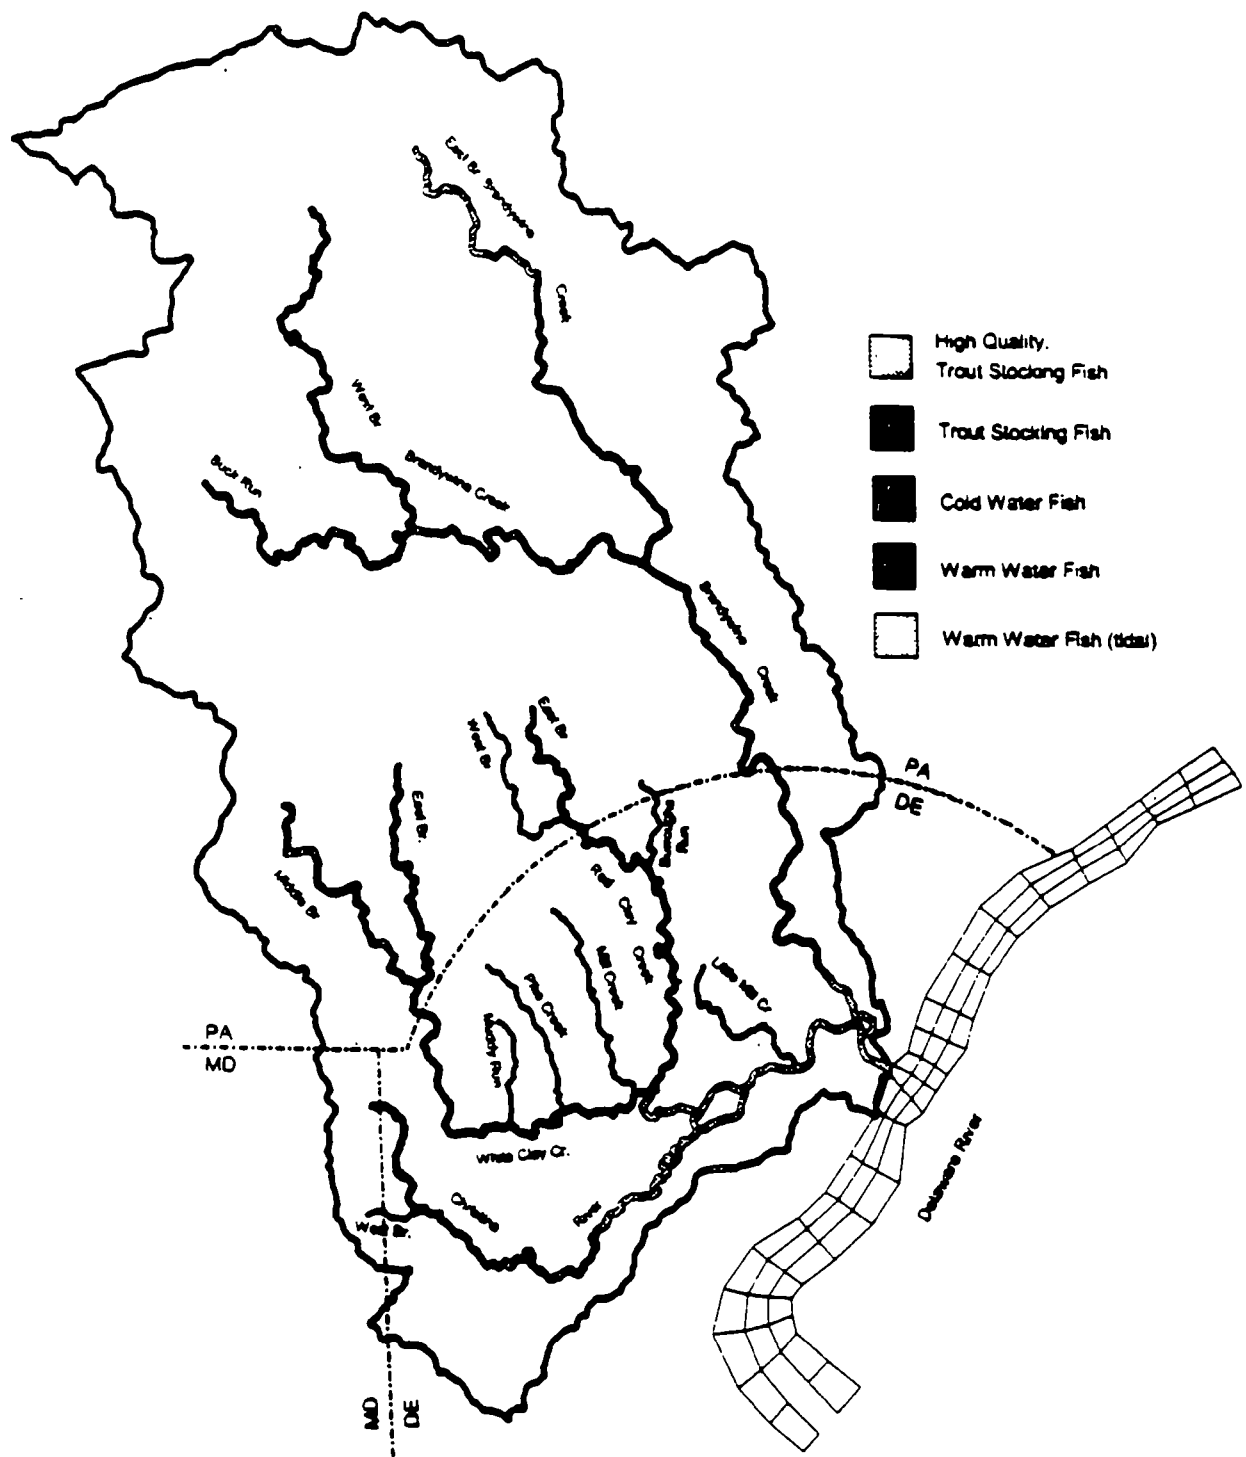 East Br. Brandywine
Creek
West Br.
Brandywine Creek
Buck Run
High Quality.
Trout Stocking Fish
Trout Stocking Fish
Cold Water Fish
Warm Water Fish
Warm Water Fish (tidal)
Brandywine
Creek
PA
DE
West Br.
East Br.
East Br.
Middle Br.
Burroughs
Run
Red
Clay
Creek
Mill Creek
Pike Creek
Muddy Run
Little Mill Cr.
PA
MD
White Clay Cr.
Christina
River
West Br.
Delaware River
MD
DE